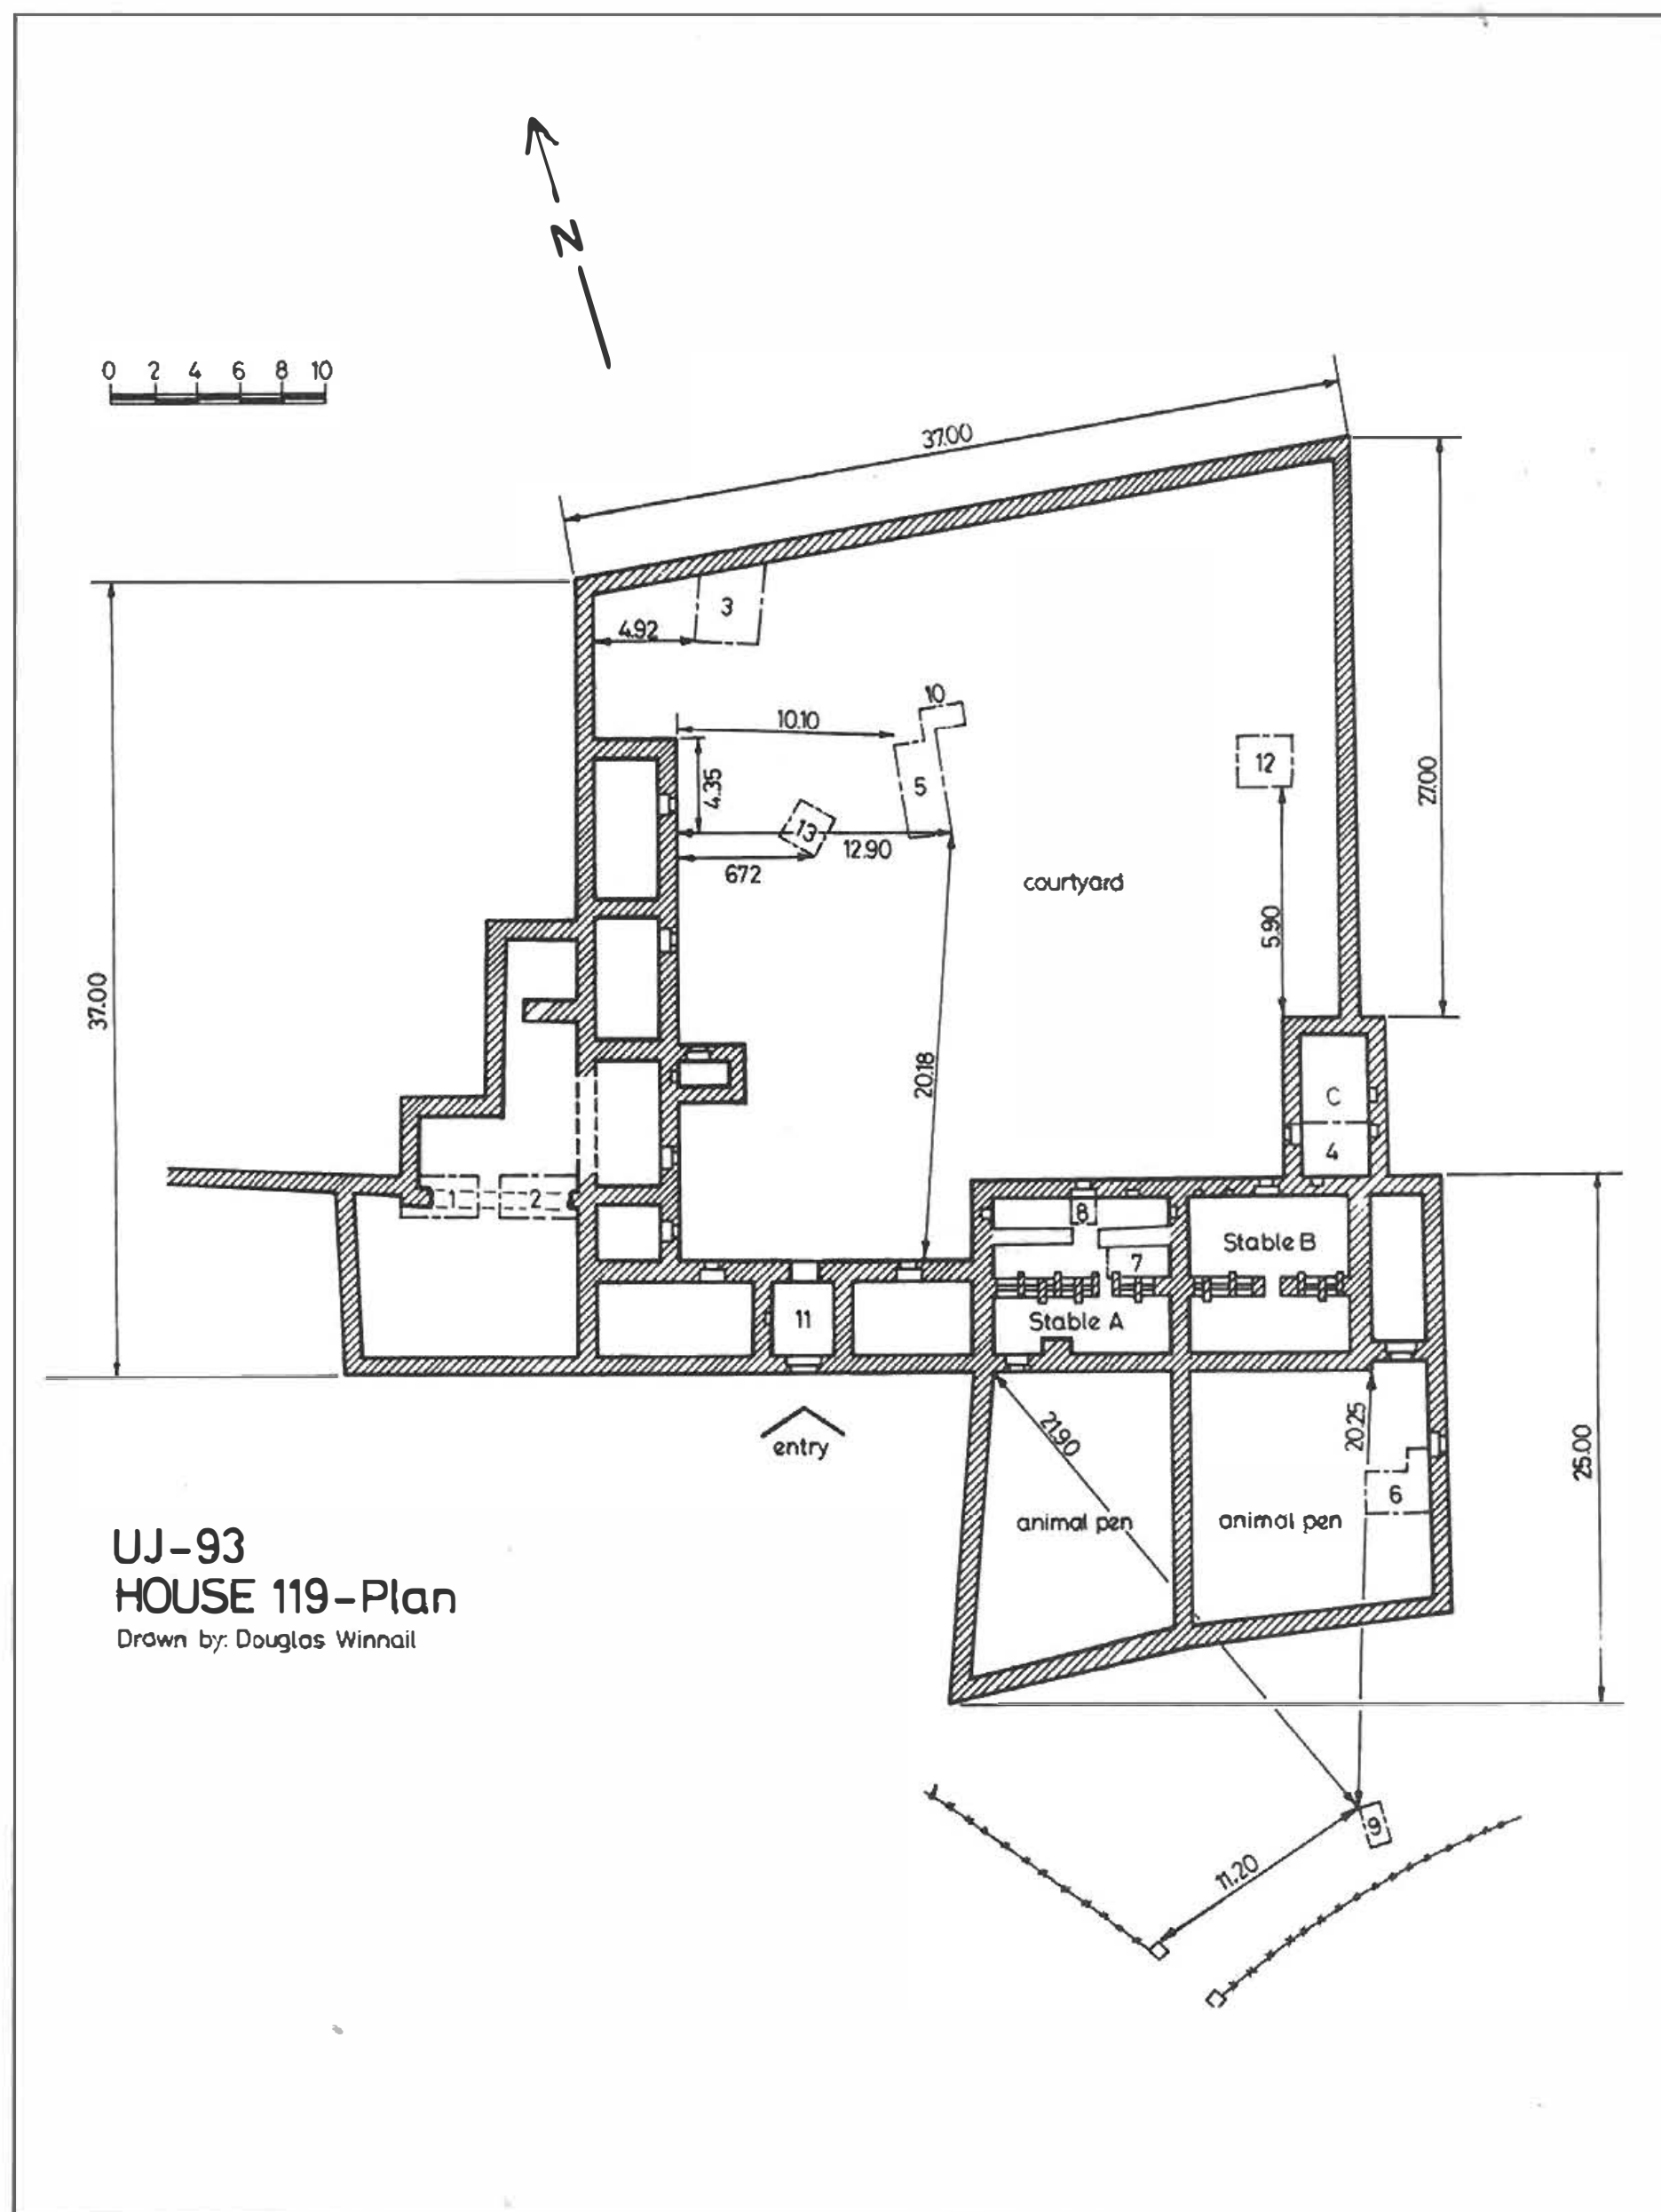 N
0 2 4 6 8 10
37.00
3
4.92
10
10.10
12
5
4.35
27.00
13
12.90
672
courtyard
5.90
37.00
20.18
C
4
1
2
8
Stable B
7
11
Stable A
entry
21.90
20.25
25.00
6
animal pen
animal pen
UJ-93
HOUSE 119-Plan
Drawn by: Douglas Winnail
9
11.20